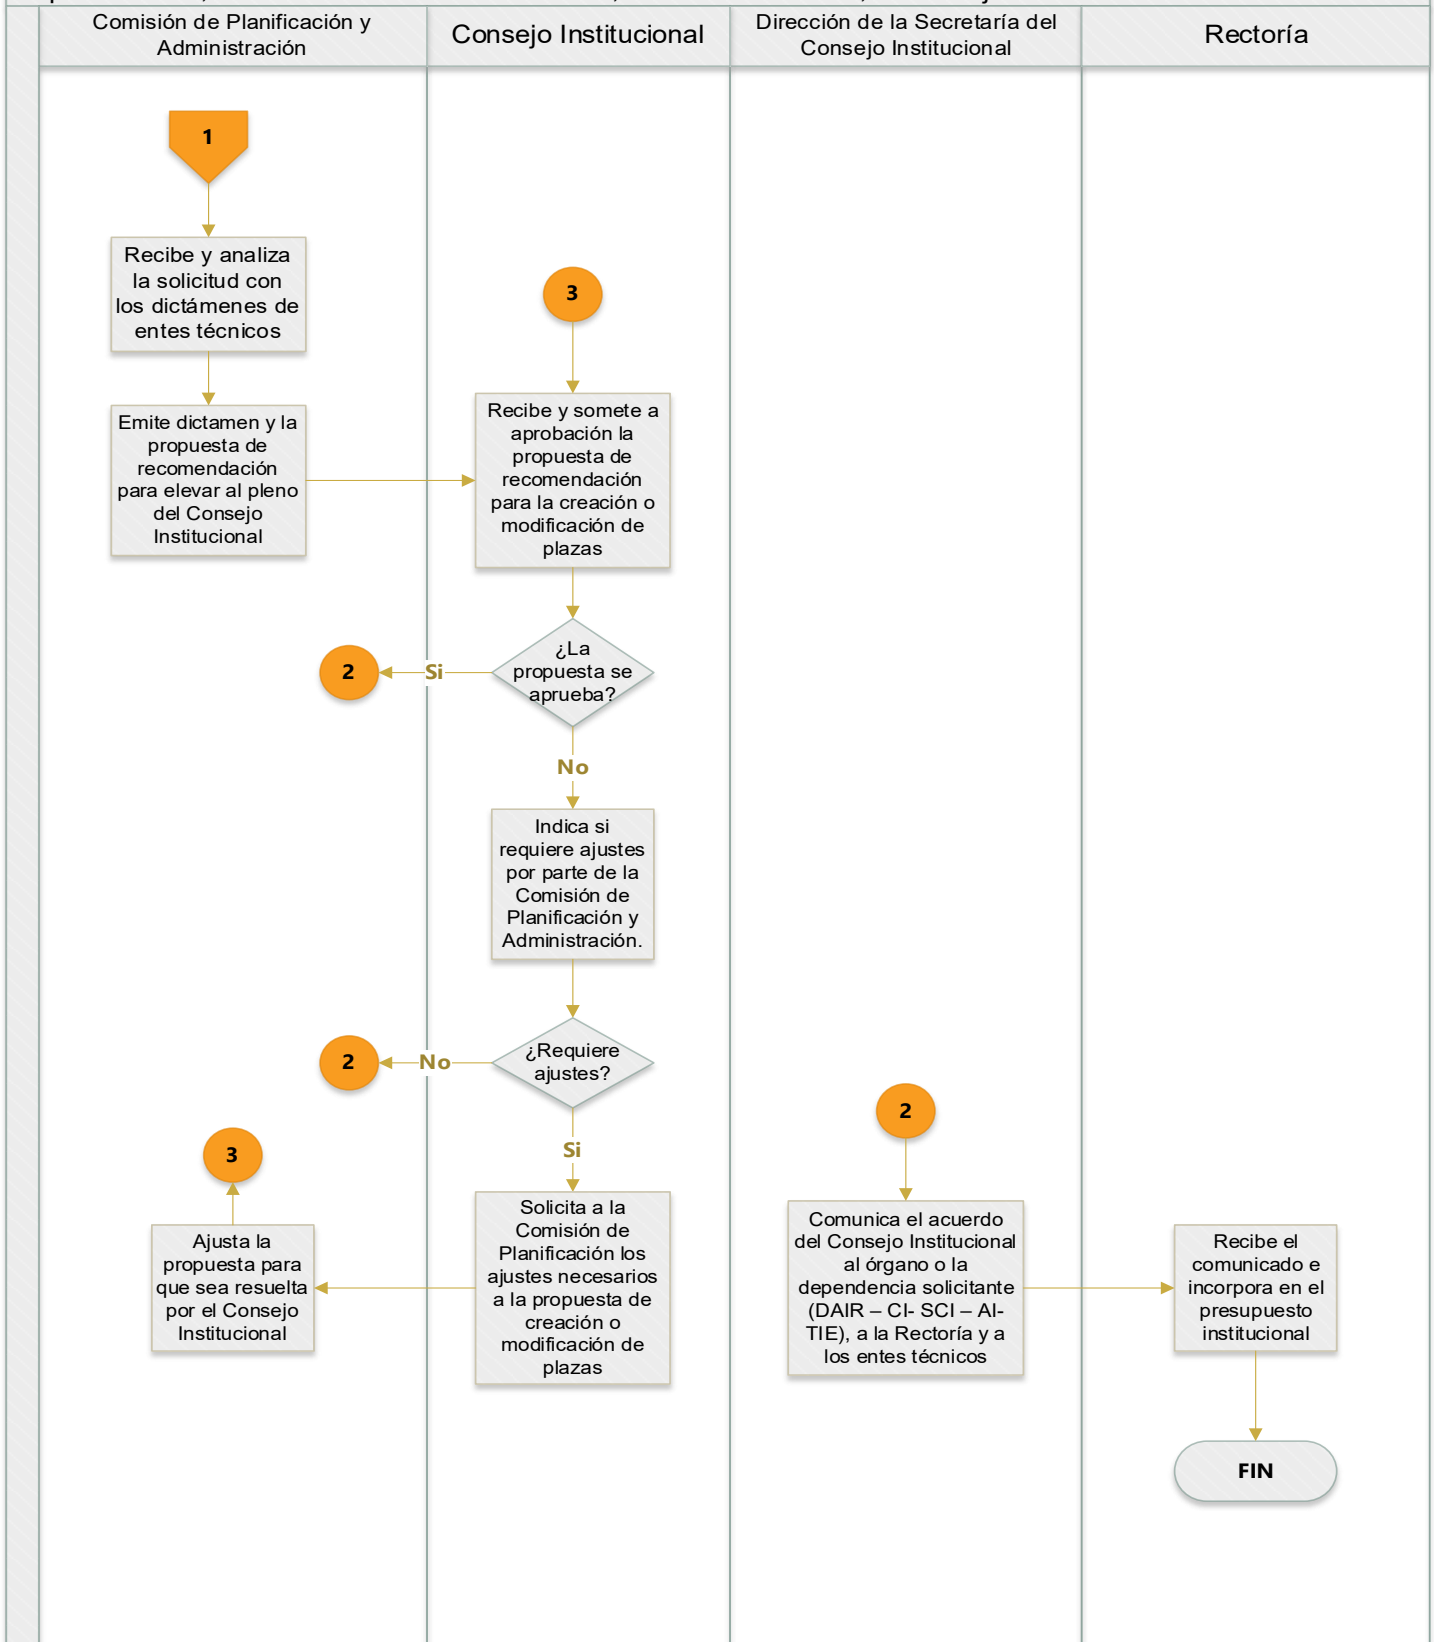 Comisión de Planificación y
Administración
Consejo Institucional
Dirección de la Secretaría del
Consejo Institucional
Rectoría
1
Recibe y analiza
la solicitud con
los dictámenes de
entes técnicos
Emite dictamen y la
propuesta de
recomendación
para elevar al pleno
del Consejo
Institucional
3
Recibe y somete a
aprobación la
propuesta de
recomendación
para la creación o
modificación de
plazas
¿La
propuesta se
aprueba?
Si
2
No
Indica si
requiere ajustes
por parte de la
Comisión de
Planificación y
Administración.
¿Requiere
ajustes?
No
2
Si
Solicita a la
Comisión de
Planificación los
ajustes necesarios
a la propuesta de
creación o
modificación de
plazas
3
Ajusta la
propuesta para
que sea resuelta
por el Consejo
Institucional
2
Comunica el acuerdo
del Consejo Institucional
al órgano o la
dependencia solicitante
(DAIR – CI- SCI – AI-
TIE), a la Rectoría y a
los entes técnicos
Recibe el
comunicado e
incorpora en el
presupuesto
institucional
FIN